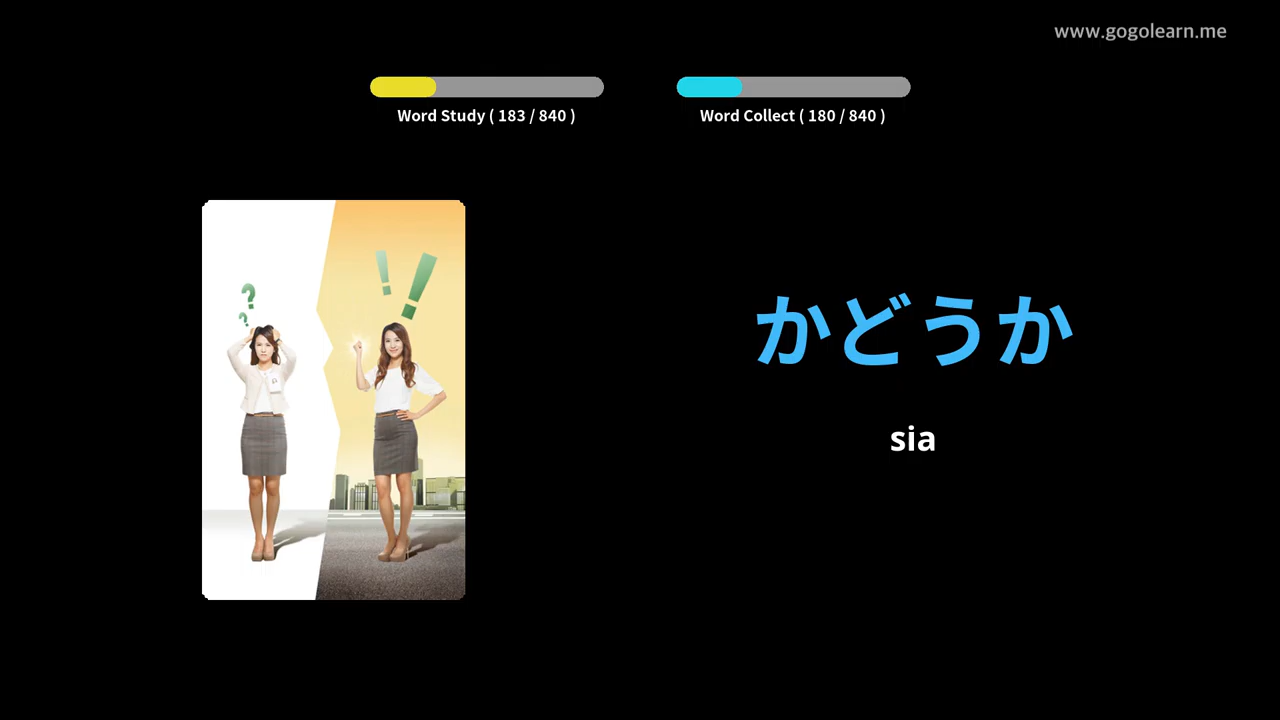 www.gogolearn.me
Word Study ( 183 / 840 )
Word Collect ( 180 / 840 )
? ?
! !
かどうか
sia